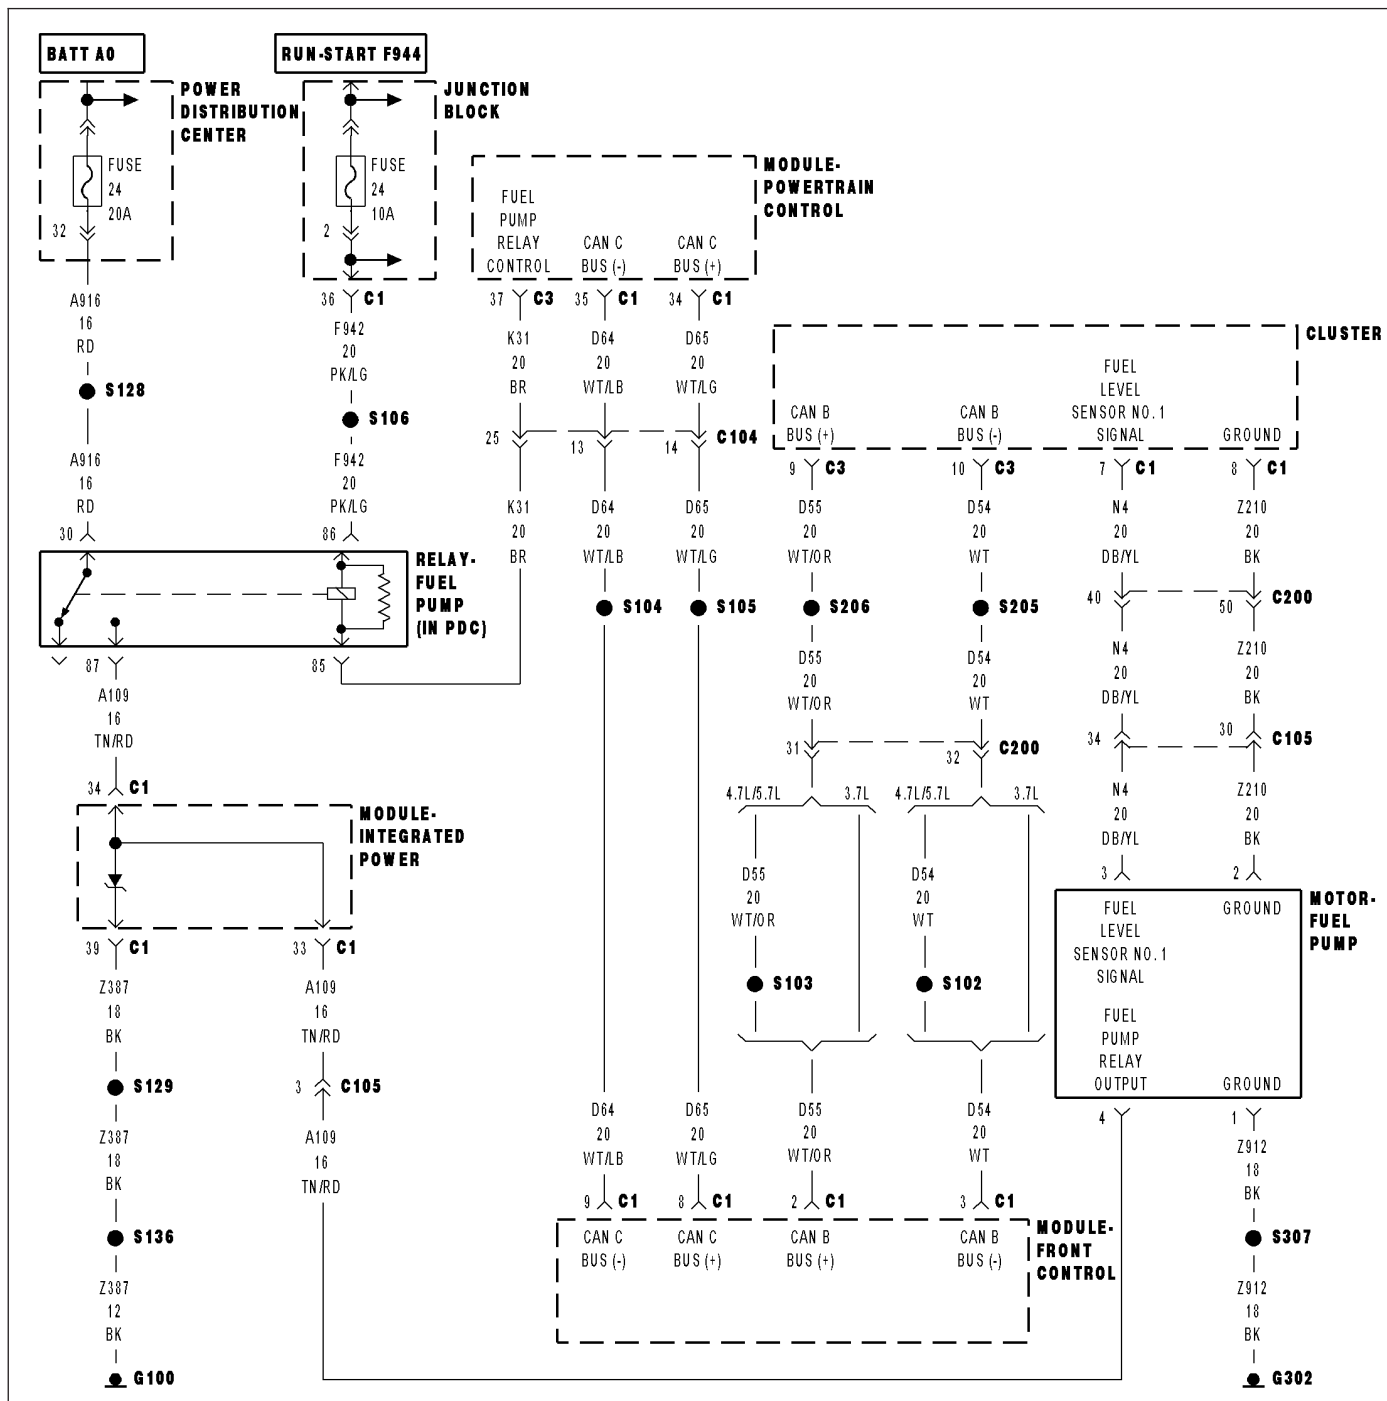 BATT A0
RUN-START F944
POWER
DISTRIBUTION
CENTER
FUSE
24
20A
32
JUNCTION
BLOCK
FUSE
24
10A
2
MODULE-
POWERTRAIN
CONTROL
FUEL
PUMP
RELAY
CONTROL
CAN C
BUS (-)
CAN C
BUS (+)
A916
16
RD
S128
A916
16
RD
30
36 C1
F942
20
PK/LG
S106
F942
20
PK/LG
86
37 C3
K31
20
BR
25
K31
20
BR
35 C1
D64
20
WT/LB
13
D64
20
WT/LB
S104
34 C1
D65
20
WT/LG
14
C104
D65
20
WT/LG
S105
CLUSTER
CAN B
BUS (+)
CAN B
BUS (-)
FUEL
LEVEL
SENSOR NO.1
SIGNAL
GROUND
9 C3
D55
20
WT/OR
S206
D55
20
WT/OR
31
10 C3
D54
20
WT
S205
D54
20
WT
32
C200
7 C1
N4
20
DB/YL
40
N4
20
DB/YL
34
N4
20
DB/YL
3
8 C1
Z210
20
BK
50
C200
Z210
20
BK
30
C105
Z210
20
BK
2
RELAY-
FUEL
PUMP
(IN PDC)
87
85
A109
16
TN/RD
34 C1
MODULE-
INTEGRATED
POWER
39 C1
Z387
18
BK
S129
Z387
18
BK
S136
Z387
12
BK
G100
33 C1
A109
16
TN/RD
3 C105
A109
16
TN/RD
4.7L/5.7L
3.7L
D55
20
WT/OR
S103
4.7L/5.7L
3.7L
D54
20
WT
S102
MOTOR-
FUEL
PUMP
FUEL
LEVEL
SENSOR NO.1
SIGNAL
GROUND
FUEL
PUMP
RELAY
OUTPUT
GROUND
4
1
Z912
18
BK
S307
Z912
18
BK
G302
D64
20
WT/LB
9 C1
D65
20
WT/LG
8 C1
D55
20
WT/OR
2 C1
D54
20
WT
3 C1
MODULE-
FRONT
CONTROL
CAN C
BUS (-)
CAN C
BUS (+)
CAN B
BUS (+)
CAN B
BUS (-)